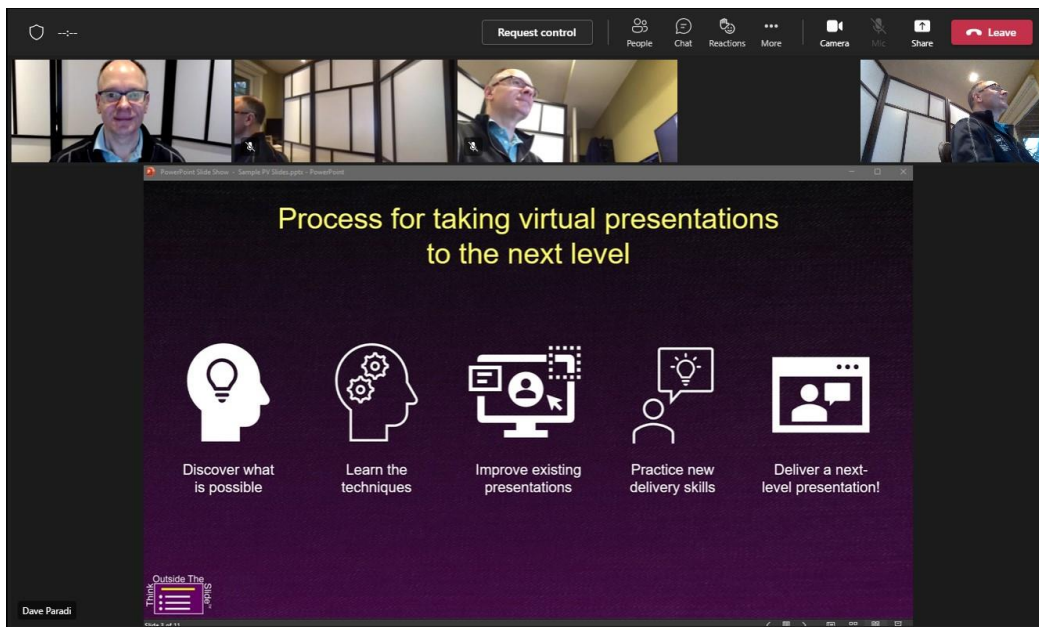 --:--
Request control
People
Chat
Reactions
More
Camera
Mic
Share
Leave
PowerPoint Slide Show - Sample PV Slides.pptx - PowerPoint
Process for taking virtual presentations
to the next level
Discover what
is possible
Learn the
techniques
Improve existing
presentations
Practice new
delivery skills
Deliver a next-
level presentation!
Think
Outside The
Slide
Dave Paradi